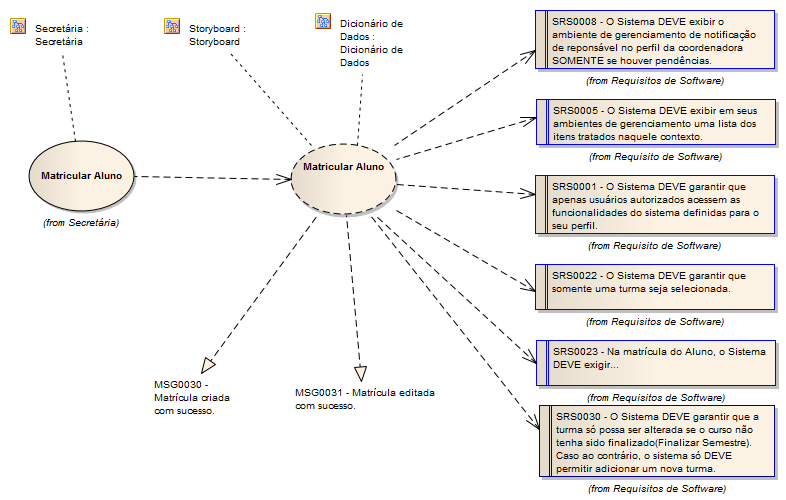 Secretária :
Secretária
Storyboard :
Storyboard
Dicionário de
Dados :
Dicionário de
Dados
Matricular Aluno
(from Secretária)
Matricular Aluno
MSG0030 -
Matrícula criada
com sucesso.
MSG0031 - Matrícula editada
com sucesso.
SRS0008 - O Sistema DEVE exibir o
ambiente de gerenciamento de notificação
de reponsável no perfil da coordenadora
SOMENTE se houver pendências.
(from Requisitos de Software)
SRS0005 - O Sistema DEVE exibir em seus
ambientes de gerenciamento uma lista dos
itens tratados naquele contexto.
(from Requisito de Software)
SRS0001 - O Sistema DEVE garantir que
apenas usuários autorizados acessem as
funcionalidades do sistema definidas para o
seu perfil.
(from Requisito de Software)
SRS0022 - O Sistema DEVE garantir que
somente uma turma seja selecionada.
(from Requisitos de Software)
SRS0023 - Na matrícula do Aluno, o Sistema
DEVE exigir...
(from Requisitos de Software)
SRS0030 - O Sistema DEVE garantir que a
turma só possa ser alterada se o curso não
tenha sido finalizado(Finalizar Semestre).
Caso ao contrário, o sistema só DEVE
permitir adicionar um nova turma.
(from Requisitos de Software)